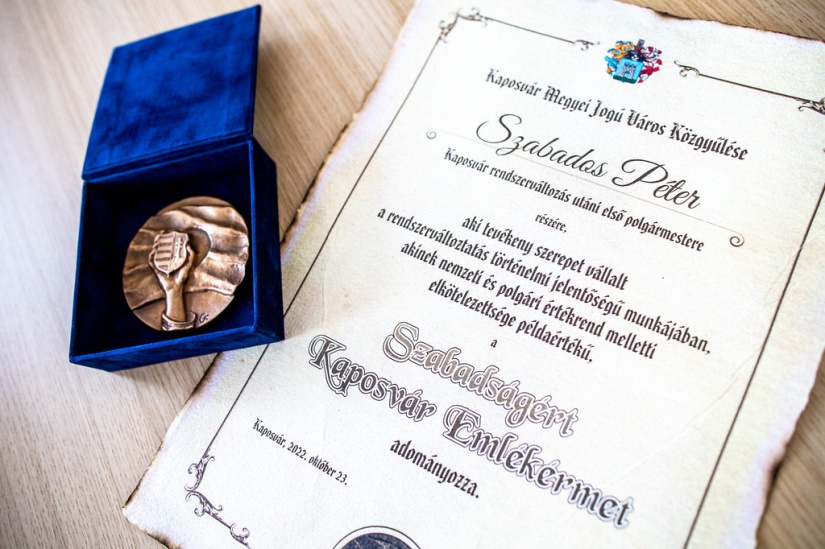 Kaposvár Megyei Jogú Város Közgyűlése
Szabados Péter
Kaposvár rendszerváltozás utáni első polgármestere
részére,
aki tevékeny szerepet vállalt
a rendszerváltoztatás történelmi jelentőségű munkájában,
akinek nemzeti és polgári értékrend melletti
elkötelezettsége példaértékű,
a
Szabadságért
Kaposvár Emlékérmet
adományozza.
Kaposvár, 2022. október 23.